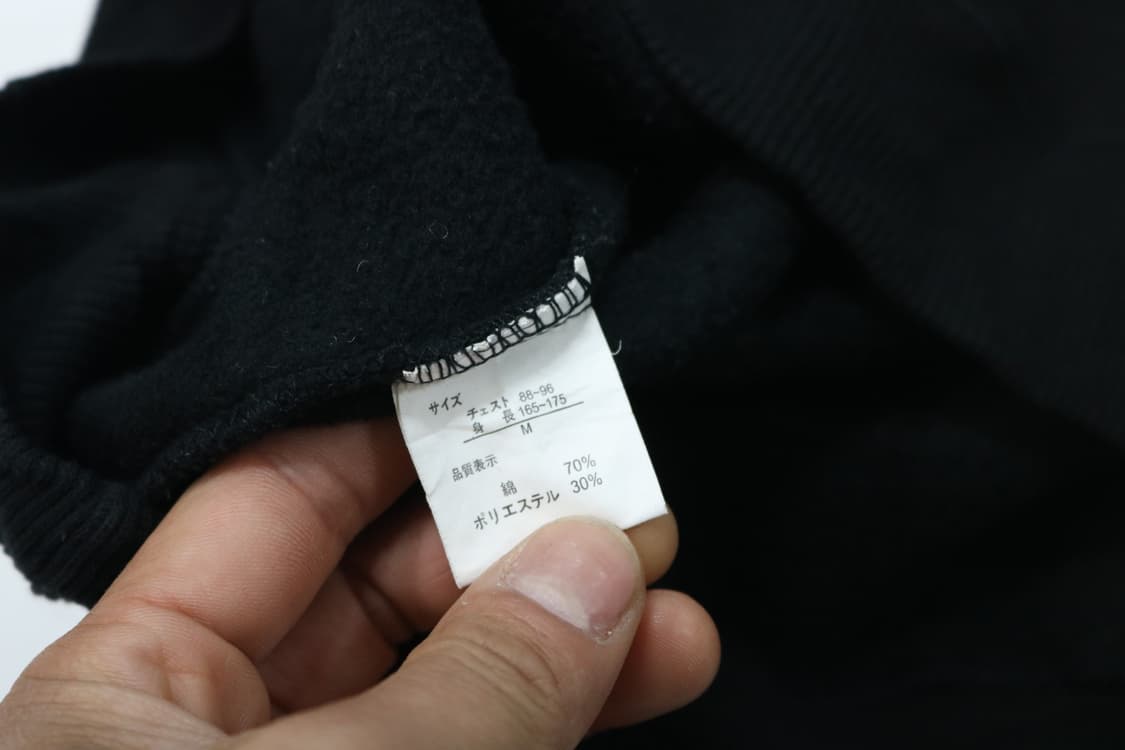 サイズ チェスト 88~96
身 長 165~175
M
品質表示
綿 70%
ポリエステル 30%